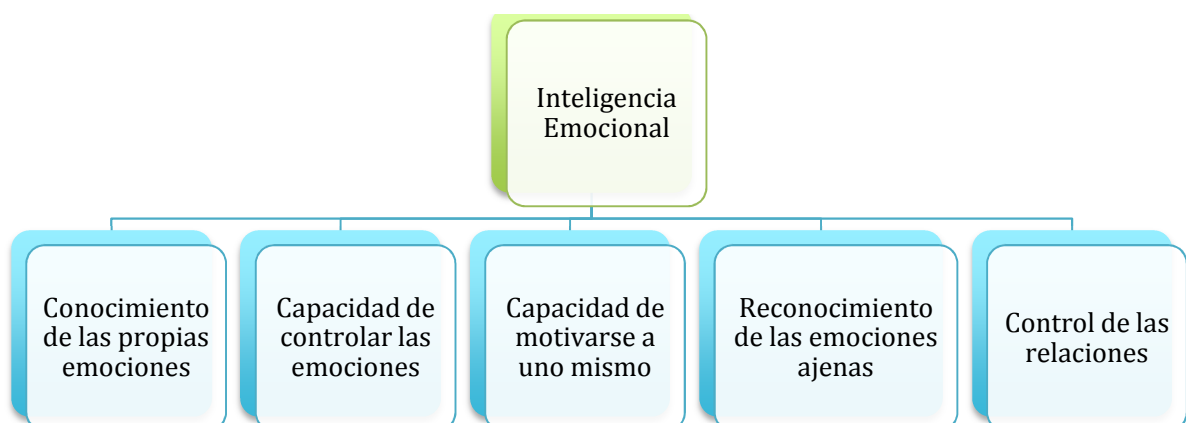 Inteligencia
Emocional
Conocimiento
de las propias
emociones
Capacidad de
controlar las
emociones
Capacidad de
motivarse a
uno mismo
Reconocimiento
de las emociones
ajenas
Control de las
relaciones